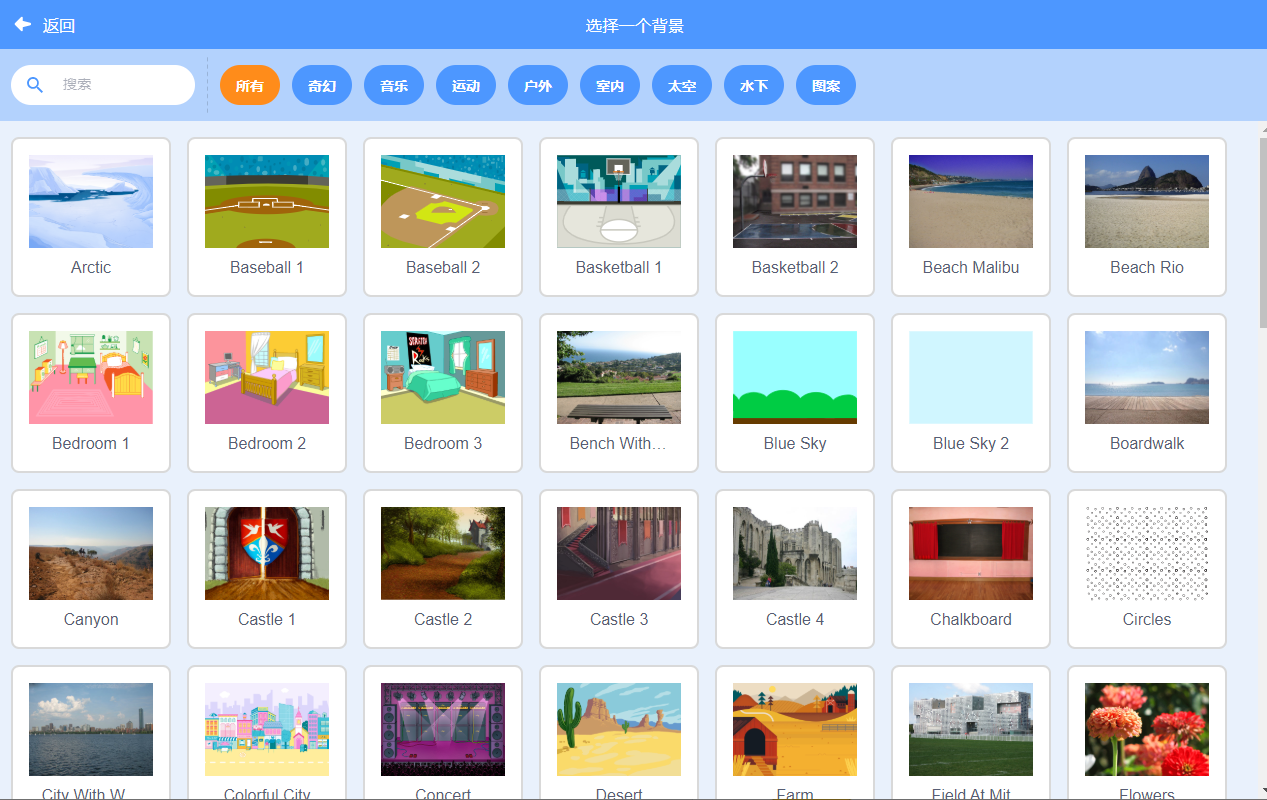 返回
选择一个背景
搜索
所有 奇幻 音乐 运动 户外 室内 太空 水下 图案
Arctic Baseball 1 Baseball 2 Basketball 1 Basketball 2 Beach Malibu Beach Rio
Bedroom 1 Bedroom 2 Bedroom 3 Bench With… Blue Sky Blue Sky 2 Boardwalk
Canyon Castle 1 Castle 2 Castle 3 Castle 4 Chalkboard Circles
City With W… Colorful City Concert Desert Farm Field At Mit Flowers